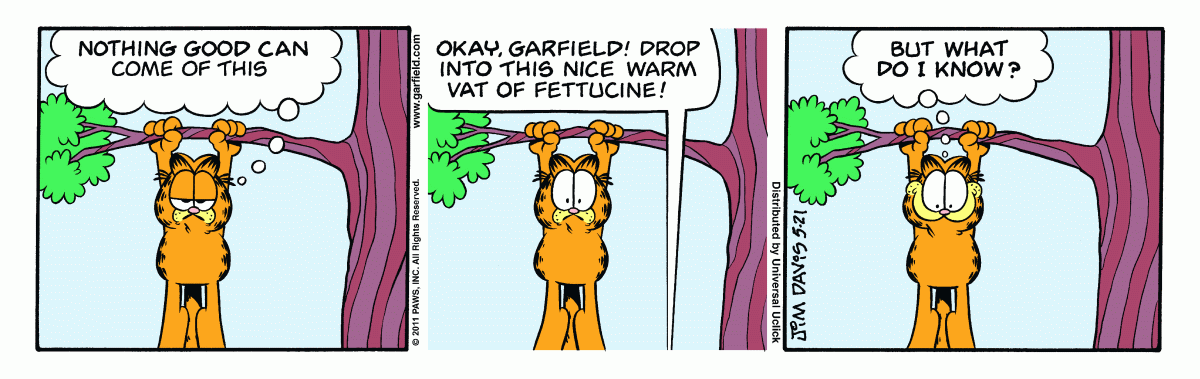 NOTHING GOOD CAN
COME OF THIS
www.garfield.com
© 2011 PAWS, INC. All Rights Reserved.
OKAY, GARFIELD! DROP
INTO THIS NICE WARM
VAT OF FETTUCINE!
Distributed by Universal Uclick
BUT WHAT
DO I KNOW?
JIM DAVIS 5·21